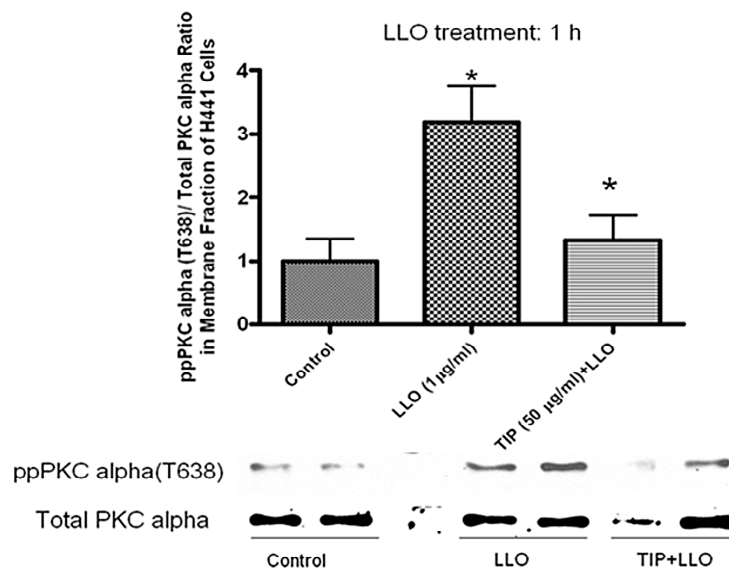 LLO treatment: 1 h
ppPKC alpha (T638)/ Total PKC alpha Ratio
in Membrane Fraction of H441 Cells
4
3
2
1
0
*
*
Control
LLO (1 µg/ml)
TIP (50 µg/ml)+LLO
ppPKC alpha(T638)
Total PKC alpha
Control
LLO
TIP+LLO